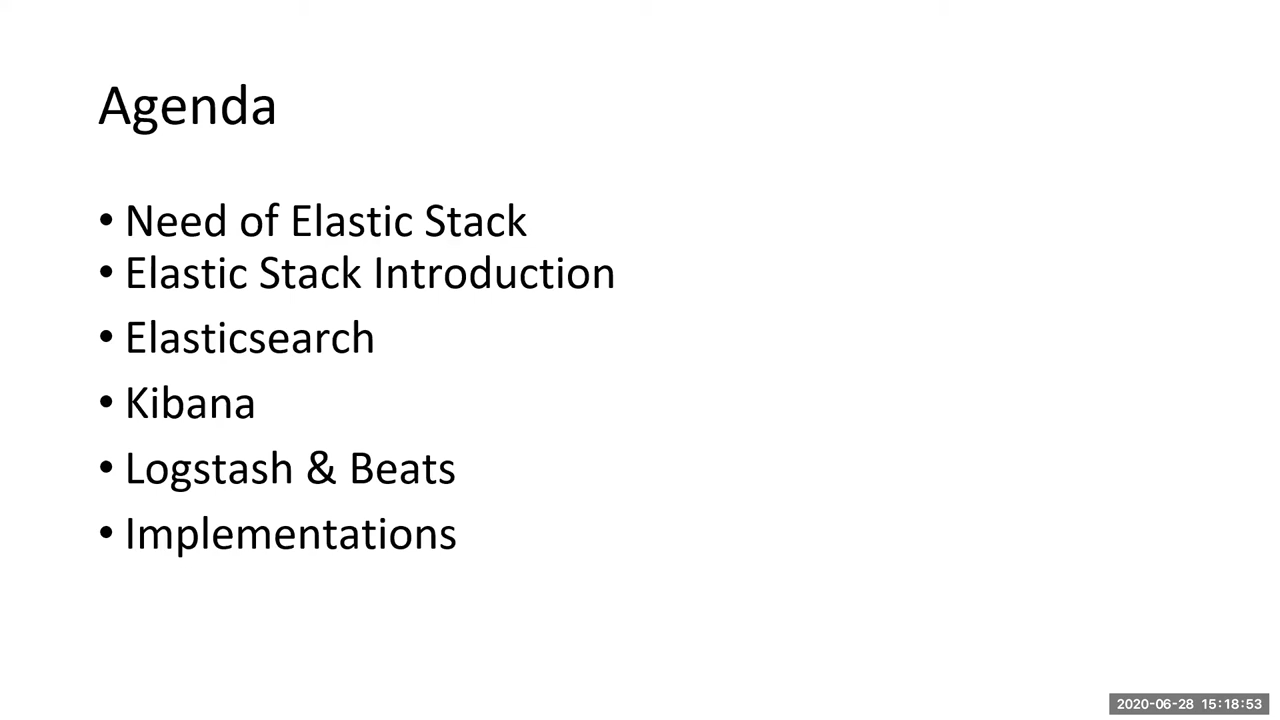 Agenda
• Need of Elastic Stack
• Elastic Stack Introduction
• Elasticsearch
• Kibana
• Logstash & Beats
• Implementations
2020-06-28 15:18:53